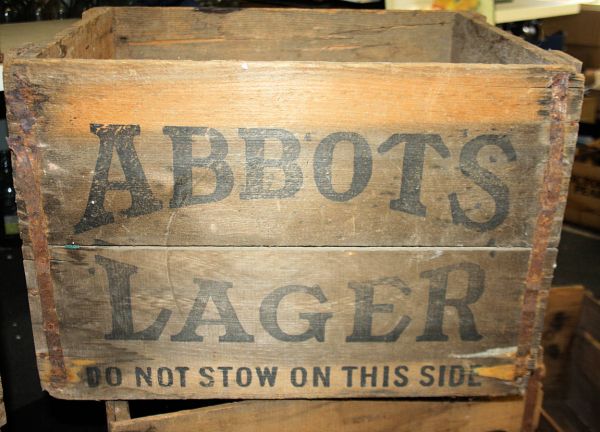 ABBOTS
LAGER
DO NOT STOW ON THIS SIDE